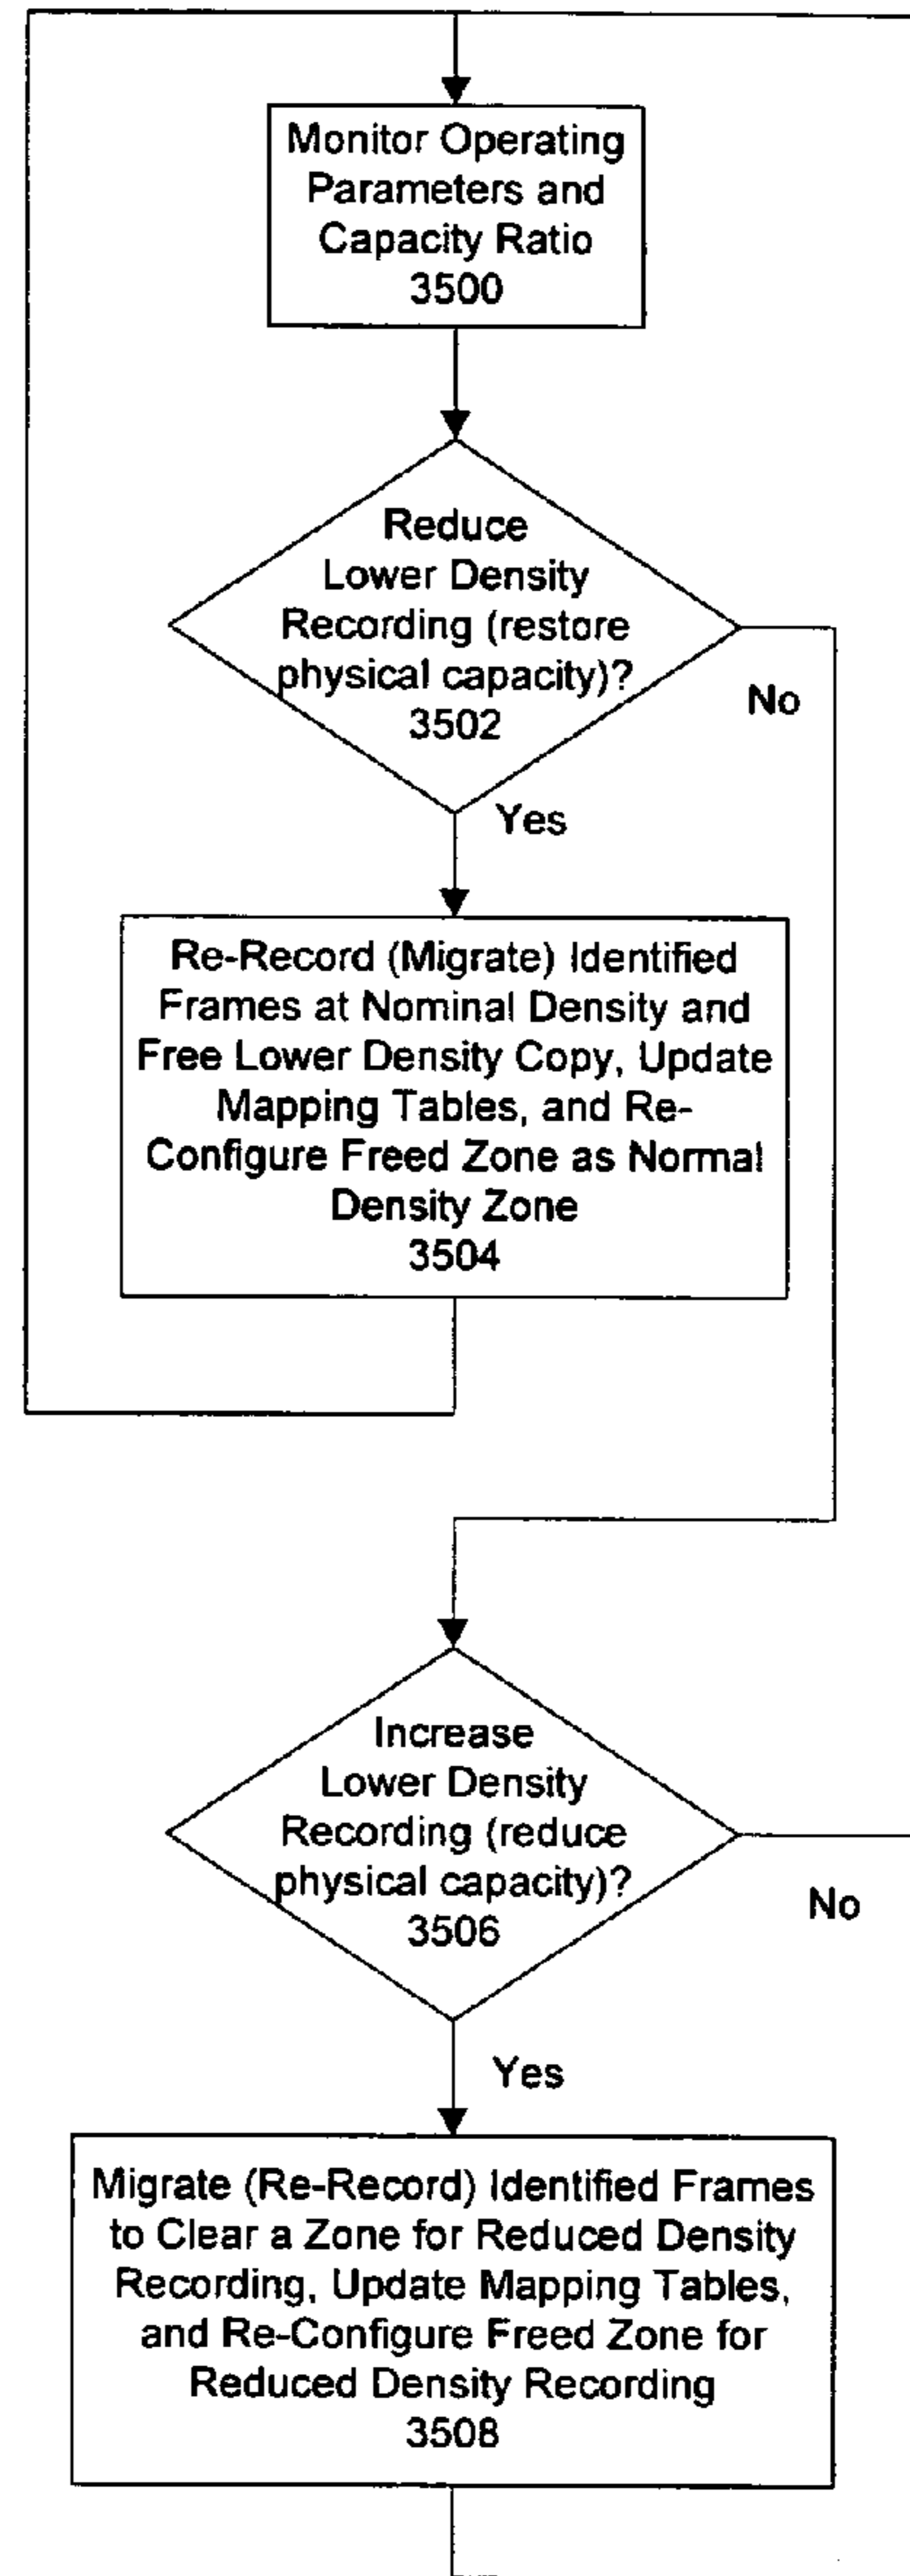 Monitor Operating
Parameters and
Capacity Ratio
3500
Reduce
Lower Density
Recording (restore
physical capacity)?
3502
No
Yes
Re-Record (Migrate) Identified
Frames at Nominal Density and
Free Lower Density Copy, Update
Mapping Tables, and Re-
Configure Freed Zone as Normal
Density Zone
3504
Increase
Lower Density
Recording (reduce
physical capacity)?
3506
No
Yes
Migrate (Re-Record) Identified Frames
to Clear a Zone for Reduced Density
Recording, Update Mapping Tables,
and Re-Configure Freed Zone for
Reduced Density Recording
3508